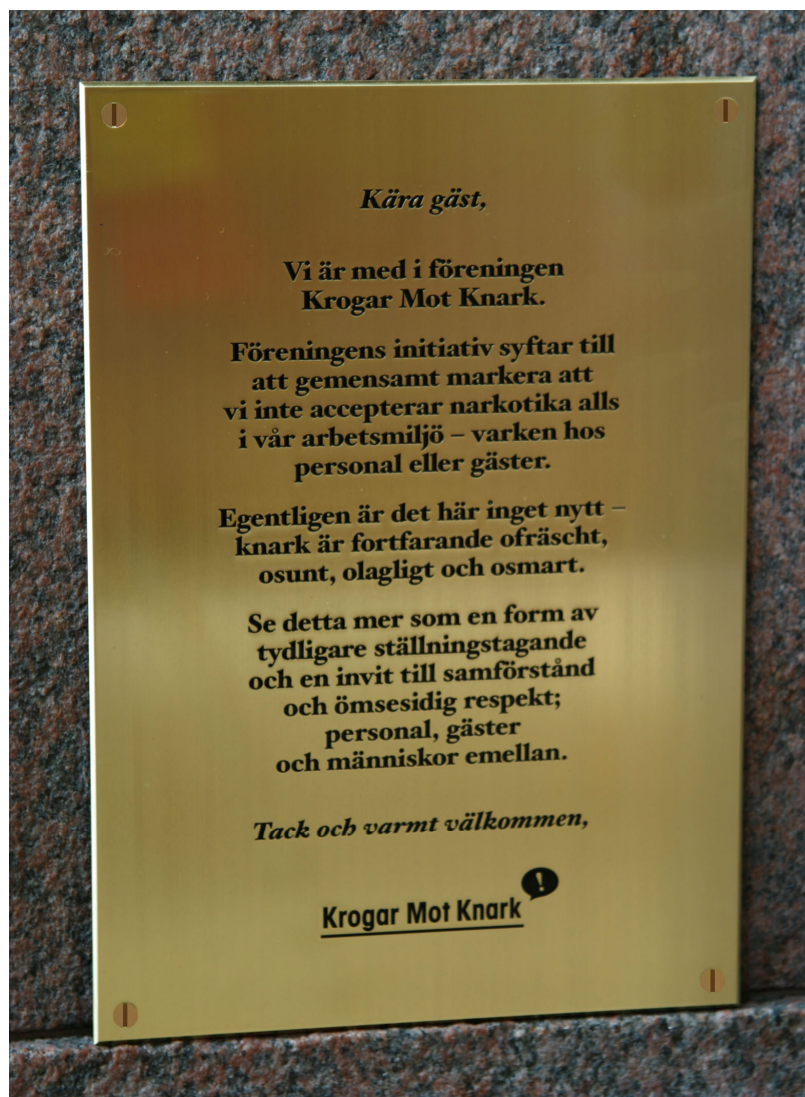 Kära gäst,
Vi är med i föreningen
Krogar Mot Knark.
Föreningens initiativ syftar till
att gemensamt markera att
vi inte accepterar narkotika alls
i vår arbetsmiljö – varken hos
personal eller gäster.
Egentligen är det här inget nytt –
knark är fortfarande ofräscht,
osunt, olagligt och osmart.
Se detta mer som en form av
tydligare ställningstagande
och en invit till samförstånd
och ömsesidig respekt;
personal, gäster
och människor emellan.
Tack och varmt välkommen,
Krogar Mot Knark !